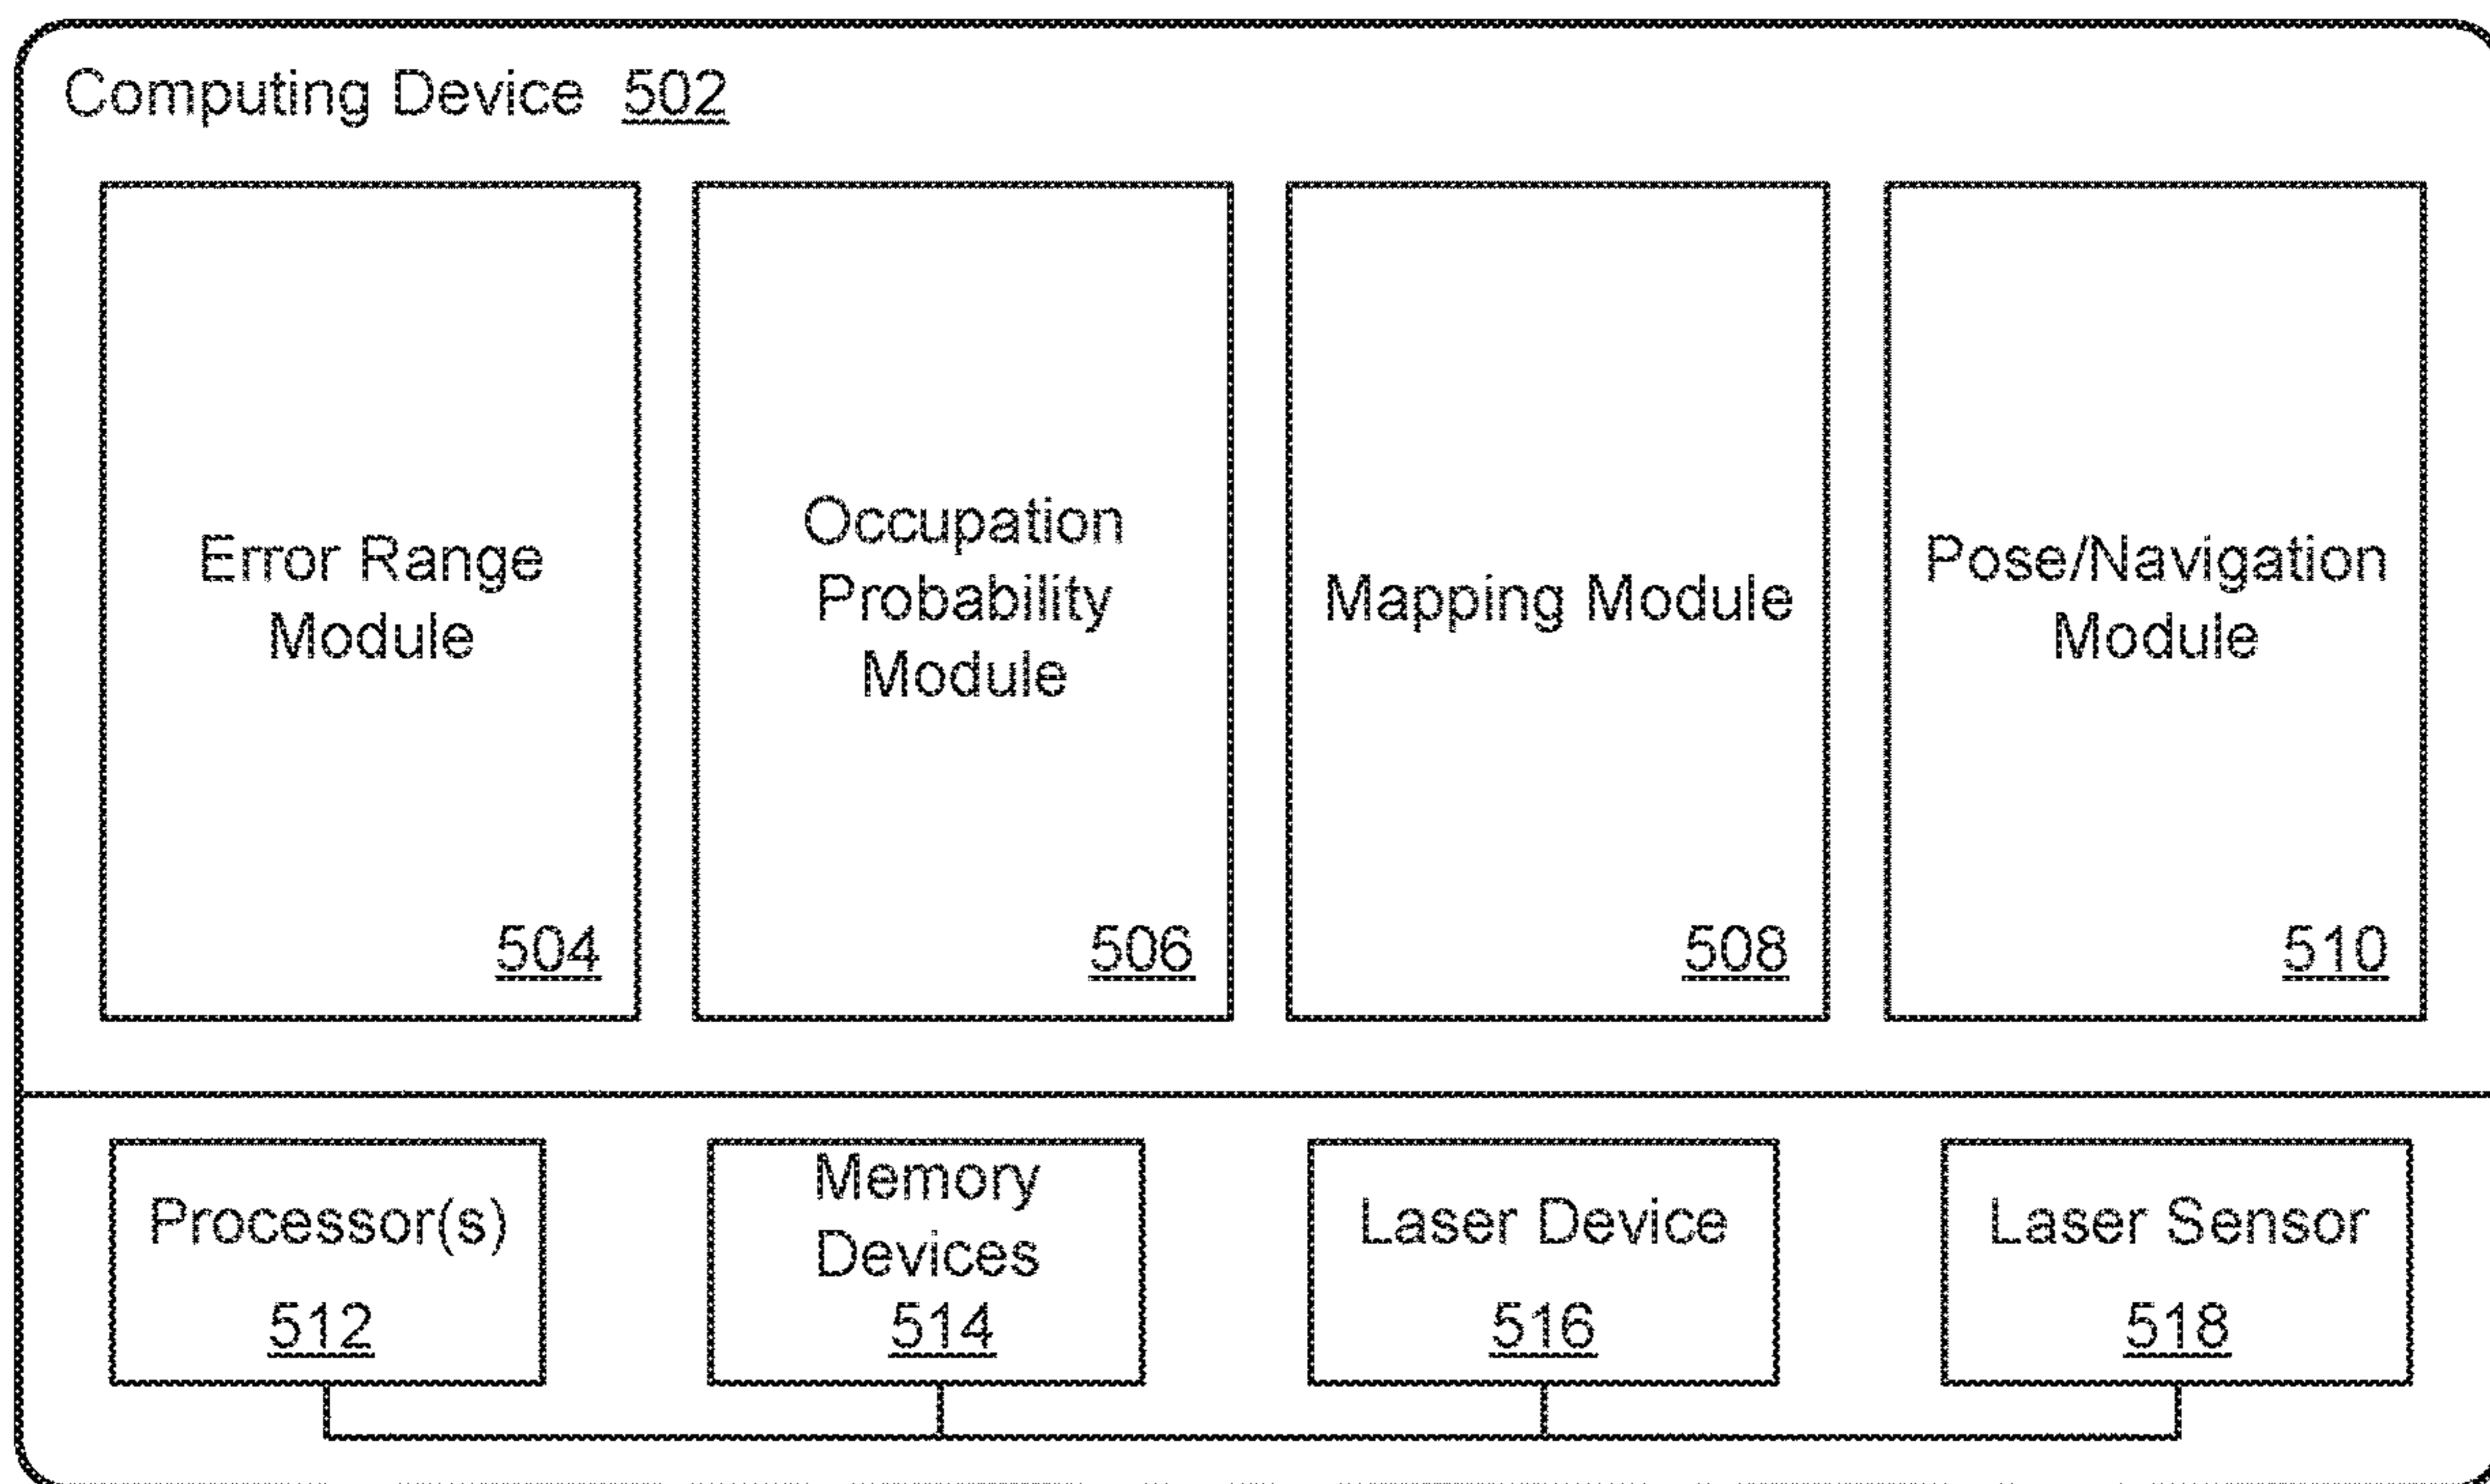 Computing Device 502
Error Range
Module
504
Occupation
Probability
Module
506
Mapping Module
508
Pose/Navigation
Module
510
Processor(s)
512
Memory
Devices
514
Laser Device
516
Laser Sensor
518